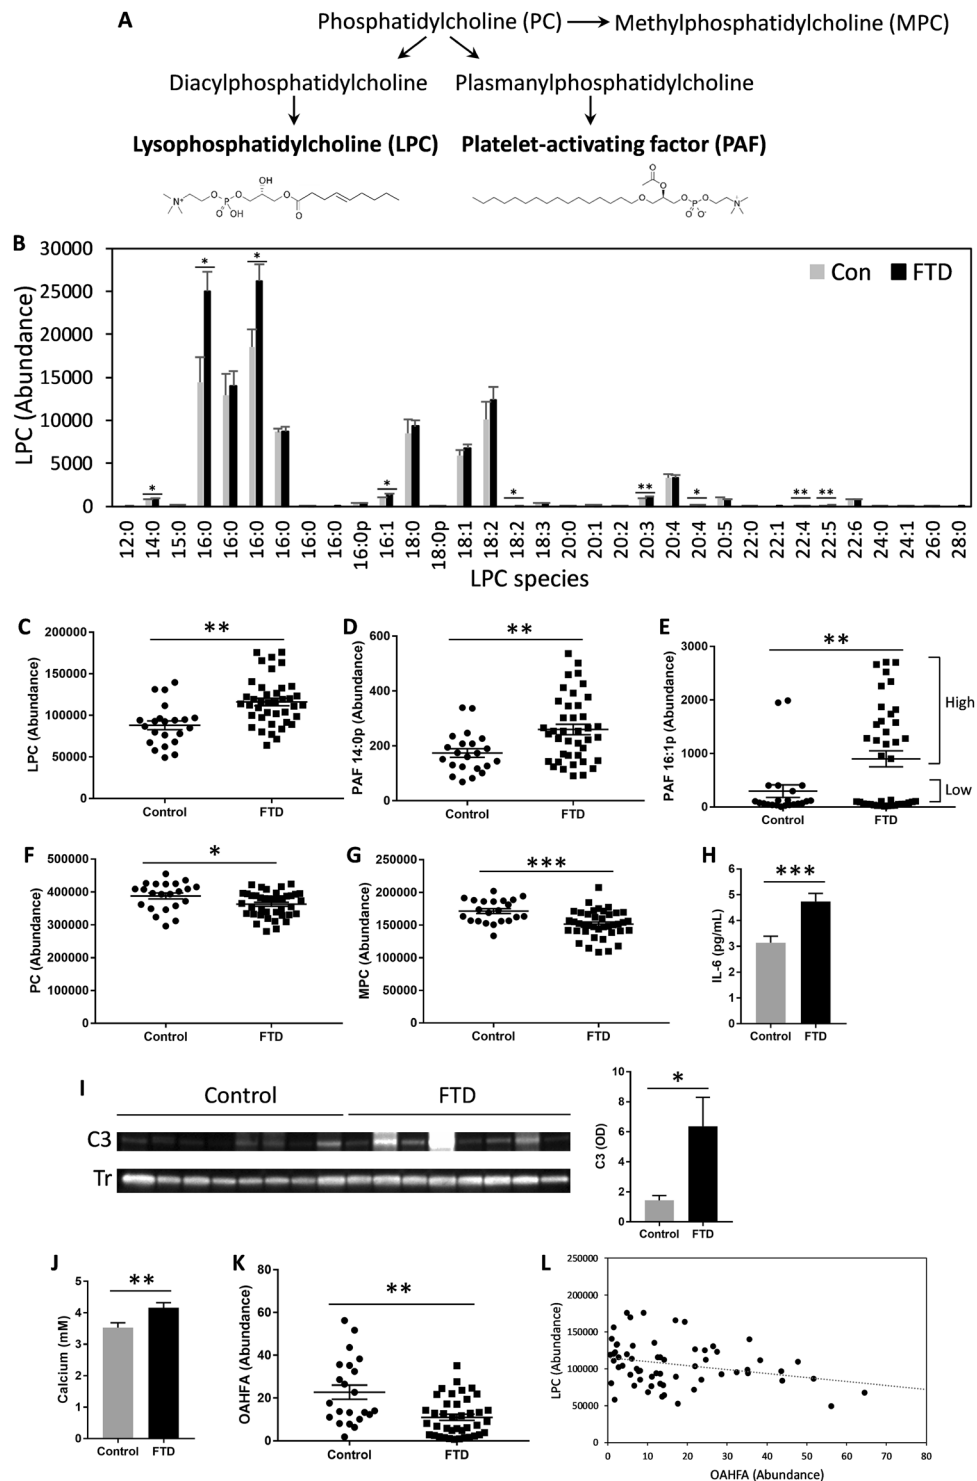 A
Phosphatidylcholine (PC) Methylphosphatidylcholine (MPC)
Diacylphosphatidylcholine Plasmanylphosphatidylcholine
Lysophosphatidylcholine (LPC) Platelet-activating factor (PAF)
N+ O P O O OH O OH O
O O O O P O N+ O O-
B
LPC (Abundance)
30000
25000
20000
15000
10000
5000
0
Con FTD
* * * * * ** * ** **
12:0 14:0 15:0 16:0 16:0 16:0 16:0 16:0 16:0 16:0p 16:1 18:0 18:0p 18:1 18:2 18:2 18:3 20:0 20:1 20:2 20:3 20:4 20:4 20:5 22:0 22:1 22:4 22:5 22:6 24:0 24:1 26:0 28:0
LPC species
C
LPC (Abundance)
200000
150000
100000
50000
0
**
Control FTD
D
PAF 14:0p (Abundance)
600
400
200
0
**
Control FTD
E
PAF 16:1p (Abundance)
3000
2000
1000
0
**
High
Low
Control FTD
F
PC (Abundance)
500000
400000
300000
200000
100000
0
*
Control FTD
G
MPC (Abundance)
250000
200000
150000
100000
50000
0
***
Control FTD
H
IL-6 (pg/mL)
6
5
4
3
2
1
0
***
Control FTD
I
Control FTD
C3
Tr
C3 (OD)
10
8
6
4
2
0
*
Control FTD
J
Calcium (mM)
5
4
3
2
1
0
**
Control FTD
K
OAHFA (Abundance)
80
60
40
20
0
**
Control FTD
L
LPC (Abundance)
250000
200000
150000
100000
50000
0
0 10 20 30 40 50 60 70 80
OAHFA (Abundance)